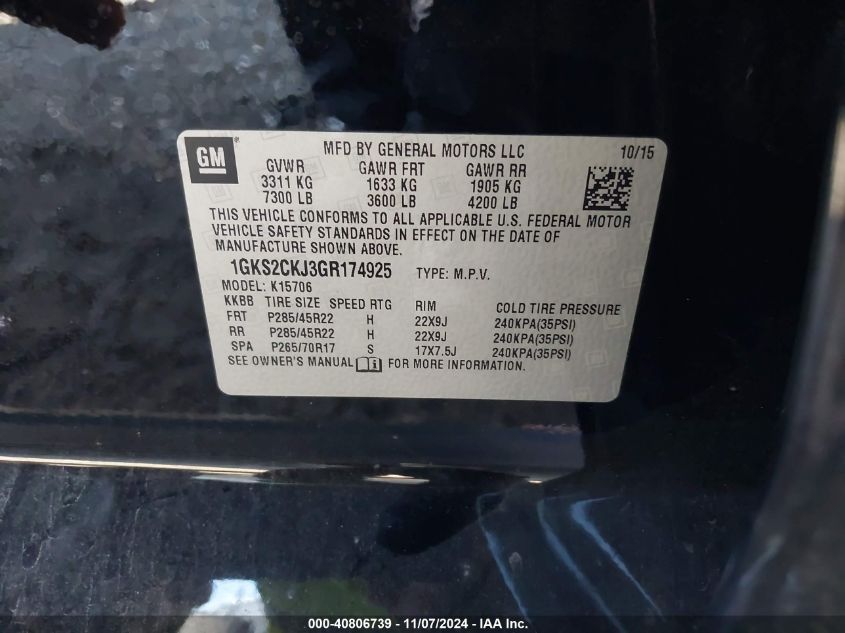 GM
MFD BY GENERAL MOTORS LLC 10/15
GVWR GAWR FRT GAWR RR
3311 KG 1633 KG 1905 KG
7300 LB 3600 LB 4200 LB
THIS VEHICLE CONFORMS TO ALL APPLICABLE U.S. FEDERAL MOTOR
VEHICLE SAFETY STANDARDS IN EFFECT ON THE DATE OF
MANUFACTURE SHOWN ABOVE.
1GKS2CKJ3GR174925 TYPE: M.P.V.
MODEL: K15706
KKBB TIRE SIZE SPEED RTG RIM COLD TIRE PRESSURE
FRT P285/45R22 H 22X9J 240KPA(35PSI)
RR P285/45R22 H 22X9J 240KPA(35PSI)
SPA P265/70R17 S 17X7.5J 240KPA(35PSI)
SEE OWNER'S MANUAL FOR MORE INFORMATION.
000-40806739 - 11/07/2024 - IAA Inc.